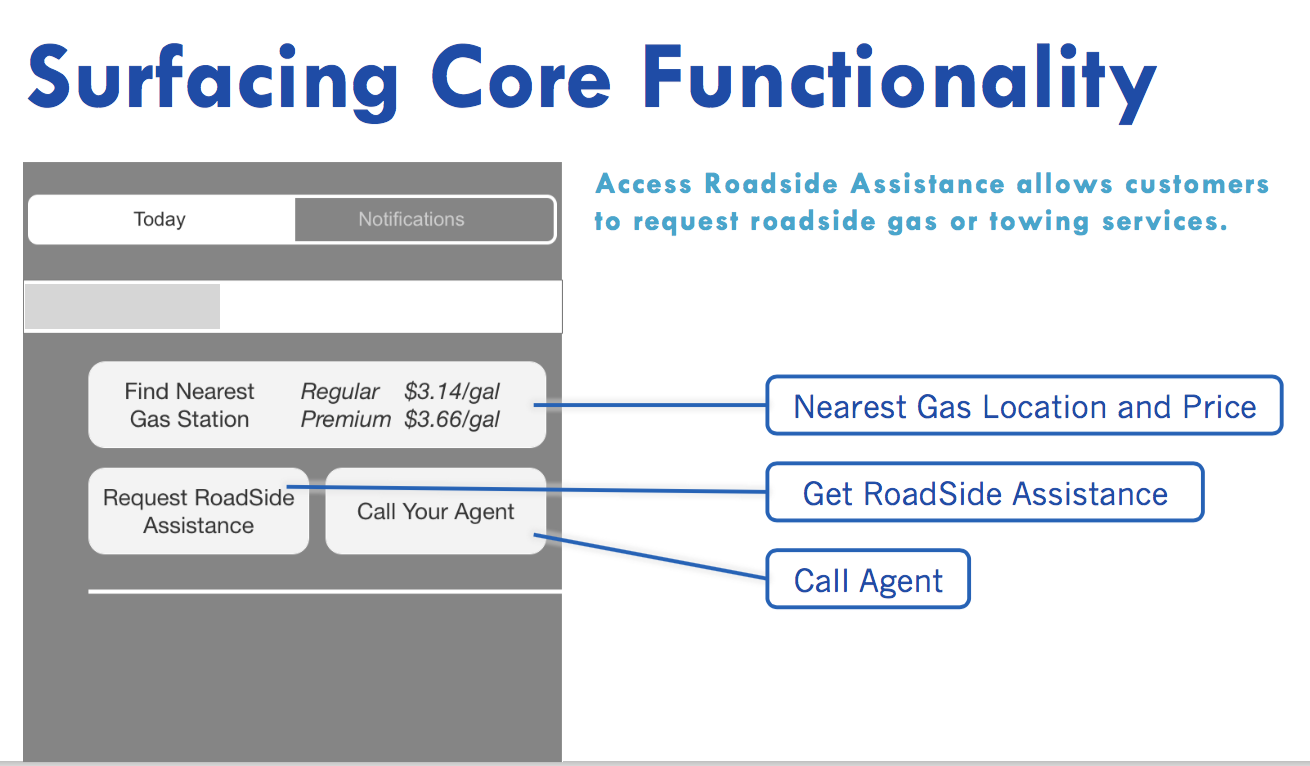 Surfacing Core Functionality
Access Roadside Assistance allows customers
to request roadside gas or towing services.
Today
Notifications
Find Nearest
Gas Station
Regular $3.14/gal
Premium $3.66/gal
Request RoadSide
Assistance
Call Your Agent
Nearest Gas Location and Price
Get RoadSide Assistance
Call Agent